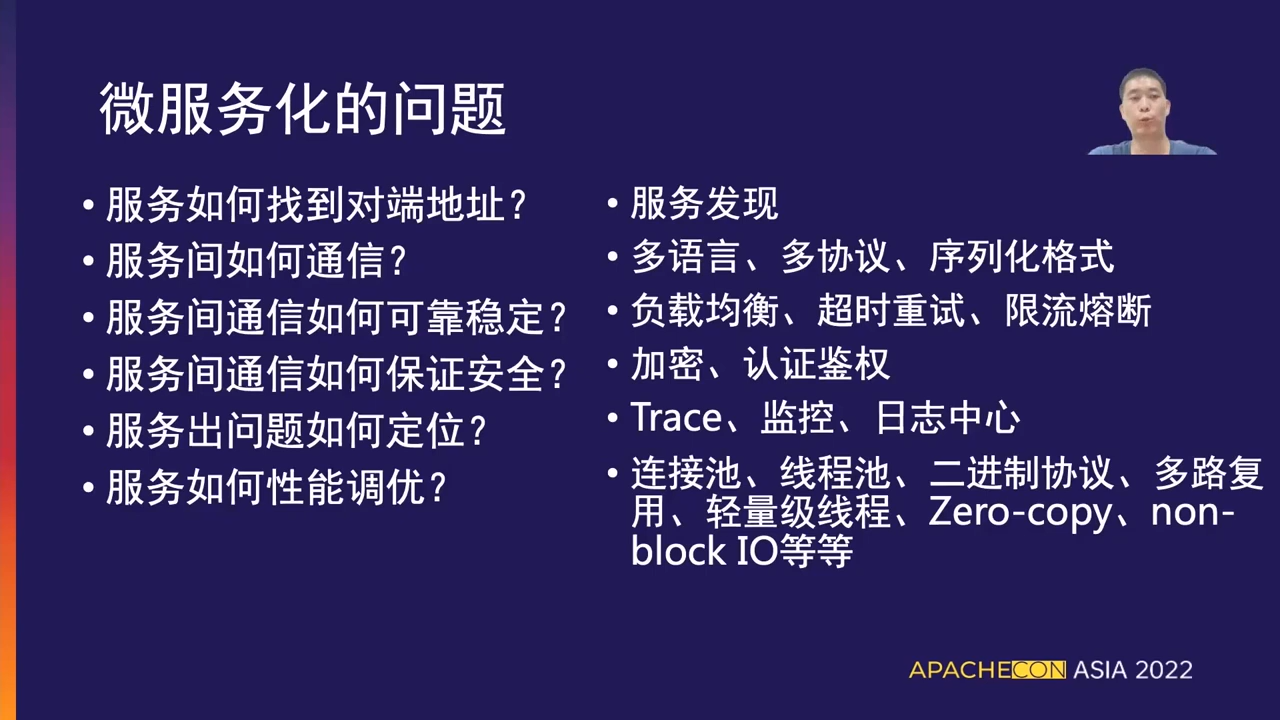 微服务化的问题
• 服务如何找到对端地址?
• 服务间如何通信?
• 服务间通信如何可靠稳定?
• 服务间通信如何保证安全?
• 服务出问题如何定位?
• 服务如何性能调优?
• 服务发现
• 多语言、多协议、序列化格式
• 负载均衡、超时重试、限流熔断
• 加密、认证鉴权
• Trace、监控、日志中心
• 连接池、线程池、二进制协议、多路复
用、轻量级线程、Zero-copy、non-
block IO等等
APACHECON ASIA 2022